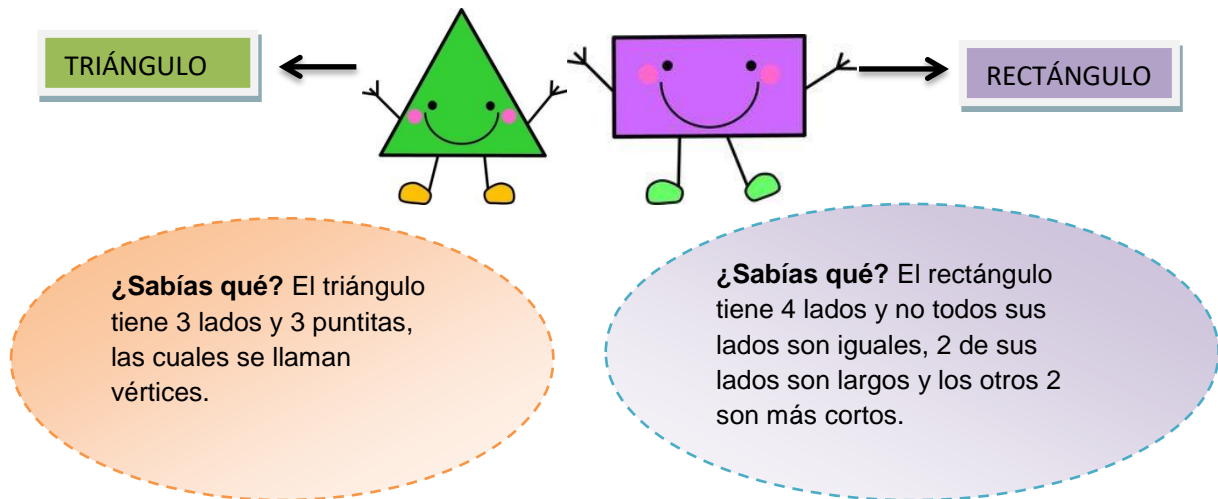 TRIÁNGULO
RECTÁNGULO
¿Sabías qué? El triángulo
tiene 3 lados y 3 puntitas,
las cuales se llaman
vértices.
¿Sabías qué? El rectángulo
tiene 4 lados y no todos sus
lados son iguales, 2 de sus
lados son largos y los otros 2
son más cortos.